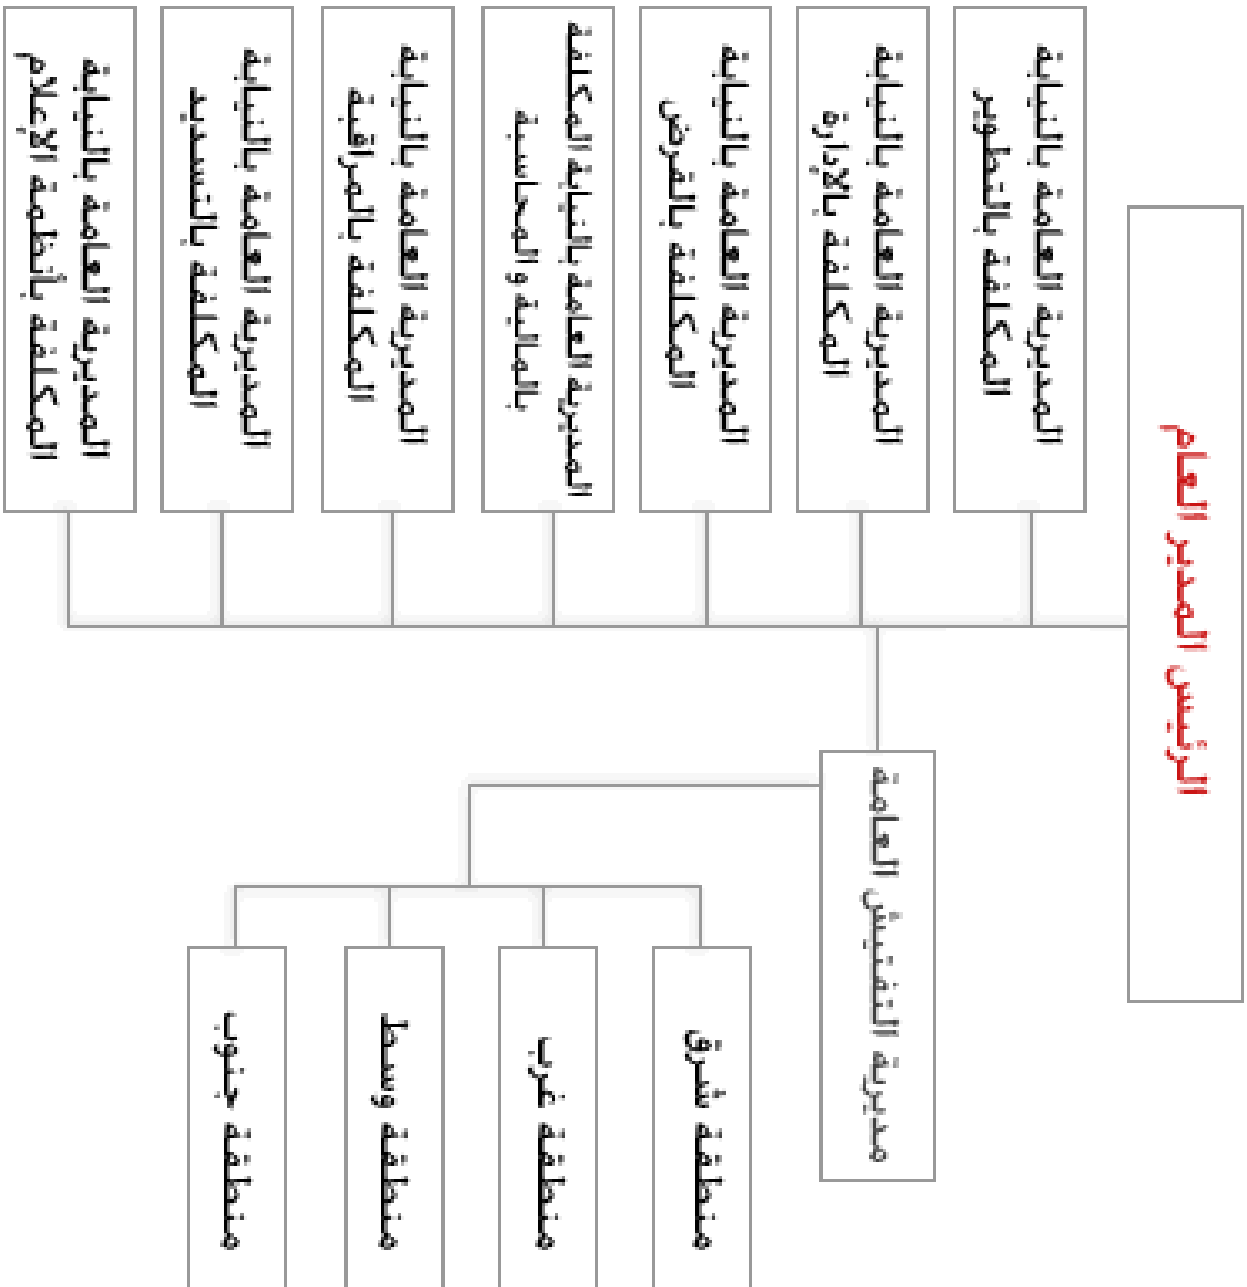 الرئيس المدير العام
المديرية العامة بالنيابة
المكلفة بالتطوير
المديرية العامة بالنيابة
المكلفة بالإدارة
المديرية العامة بالنيابة
المكلفة بالقرض
المديرية العامة بالنيابة المكلفة
بالمالية و المحاسبة
المديرية العامة بالنيابة
المكلفة بالمراقبة
المديرية العامة بالنيابة
المكلفة بالتسديد
المديرية العامة بالنيابة
المكلفة بأنظمة الإعلام
مديرية التفتيش العامة
منطقة شرق
منطقة غرب
منطقة وسط
منطقة جنوب